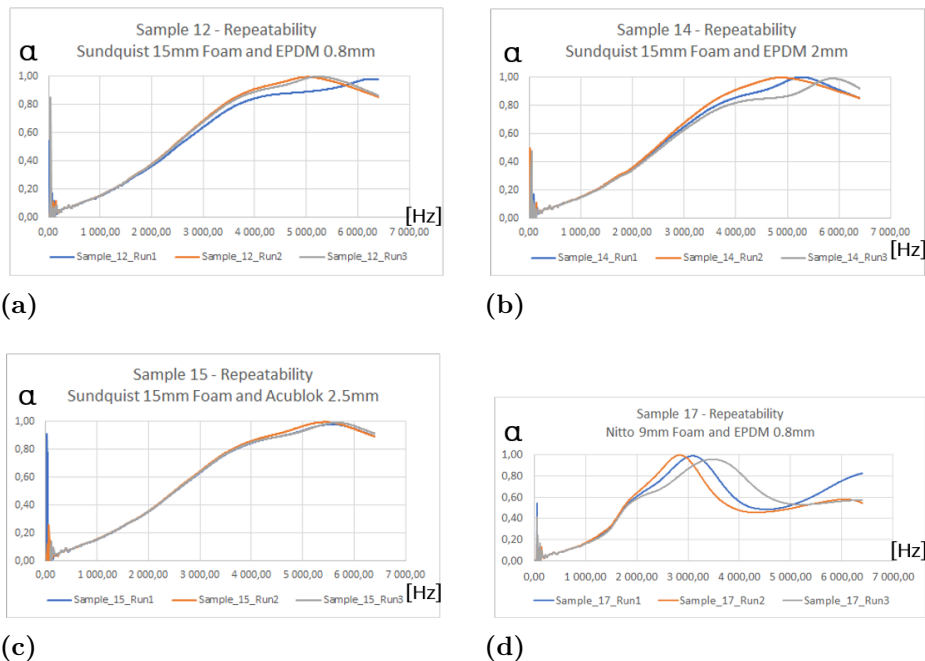 Sample 12 - Repeatability
Sundquist 15mm Foam and EPDM 0.8mm
α
1,00
0,80
0,60
0,40
0,20
0,00
0,00 1 000,00 2 000,00 3 000,00 4 000,00 5 000,00 6 000,00 7 000,00
[Hz]
Sample_12_Run1 Sample_12_Run2 Sample_12_Run3
(a)
Sample 14 - Repeatability
Sundquist 15mm Foam and EPDM 2mm
α
1,00
0,80
0,60
0,40
0,20
0,00
0,00 1 000,00 2 000,00 3 000,00 4 000,00 5 000,00 6 000,00 7 000,00
[Hz]
Sample_14_Run1 Sample_14_Run2 Sample_14_Run3
(b)
Sample 15 - Repeatability
Sundquist 15mm Foam and Acublok 2.5mm
α
1,00
0,80
0,60
0,40
0,20
0,00
0,00 1 000,00 2 000,00 3 000,00 4 000,00 5 000,00 6 000,00 7 000,00
[Hz]
Sample_15_Run1 Sample_15_Run2 Sample_15_Run3
(c)
Sample 17 - Repeatability
Nitto 9mm Foam and EPDM 0.8mm
α
1,00
0,80
0,60
0,40
0,20
0,00
0,00 1 000,00 2 000,00 3 000,00 4 000,00 5 000,00 6 000,00 7 000,00
[Hz]
Sample_17_Run1 Sample_17_Run2 Sample_17_Run3
(d)